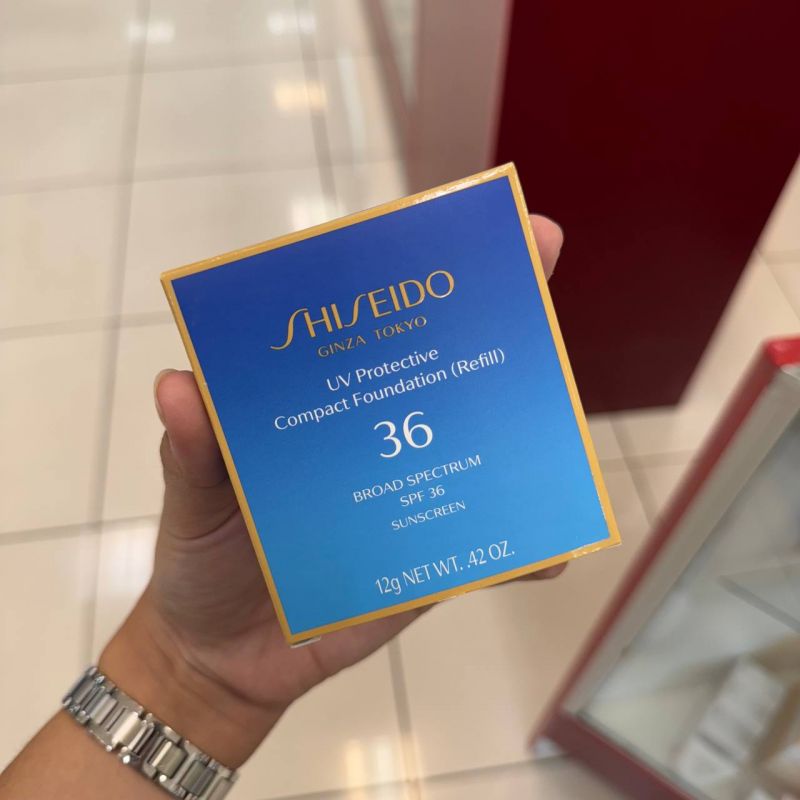 SHISEIDO
GINZA TOKYO
UV Protective
Compact Foundation (Refill)
36
BROAD SPECTRUM
SPF 36
SUNSCREEN
12g NET WT. .42 OZ.